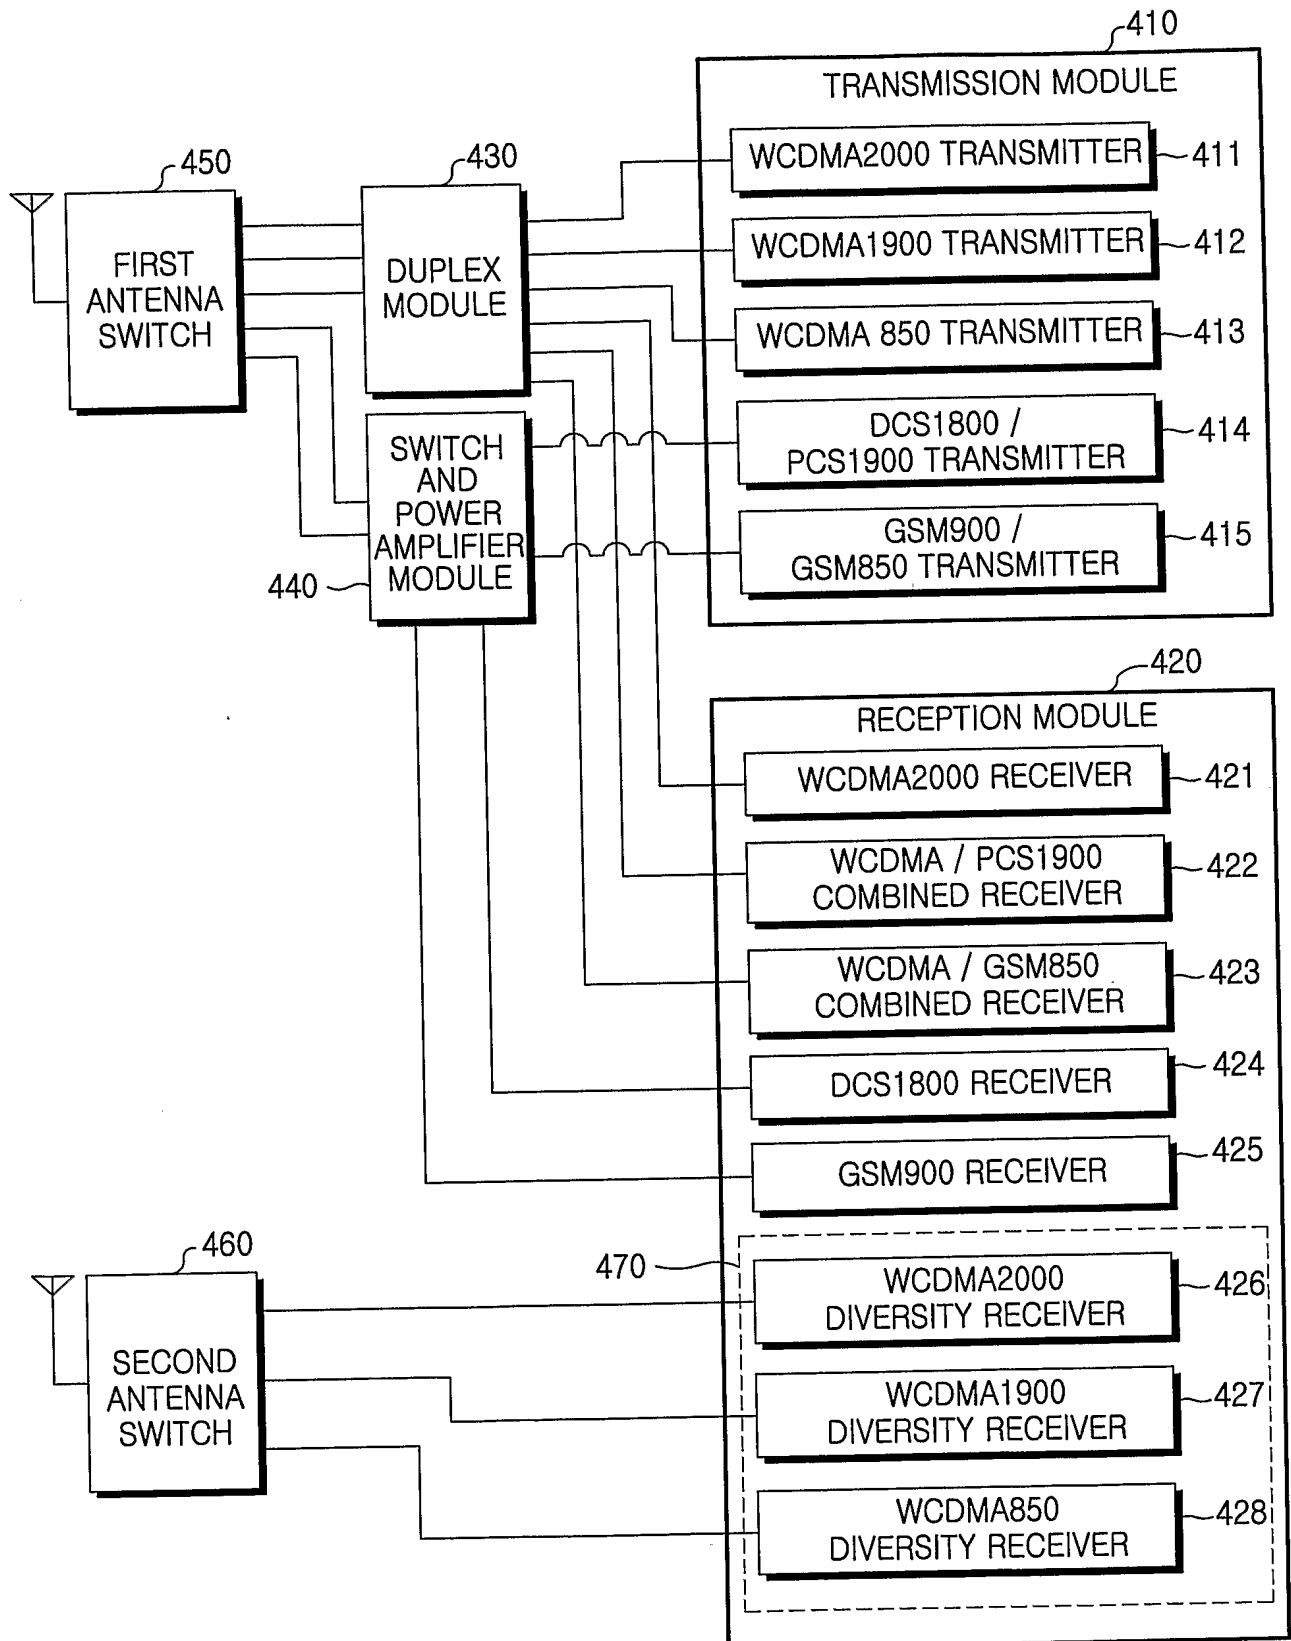 410
TRANSMISSION MODULE
WCDMA2000 TRANSMITTER
411
WCDMA1900 TRANSMITTER
412
WCDMA 850 TRANSMITTER
413
DCS1800 /
PCS1900 TRANSMITTER
414
GSM900 /
GSM850 TRANSMITTER
415
450
FIRST
ANTENNA
SWITCH
430
DUPLEX
MODULE
SWITCH
AND
POWER
AMPLIFIER
MODULE
440
420
RECEPTION MODULE
WCDMA2000 RECEIVER
421
WCDMA / PCS1900
COMBINED RECEIVER
422
WCDMA / GSM850
COMBINED RECEIVER
423
DCS1800 RECEIVER
424
GSM900 RECEIVER
425
460
SECOND
ANTENNA
SWITCH
470
WCDMA2000
DIVERSITY RECEIVER
426
WCDMA1900
DIVERSITY RECEIVER
427
WCDMA850
DIVERSITY RECEIVER
428